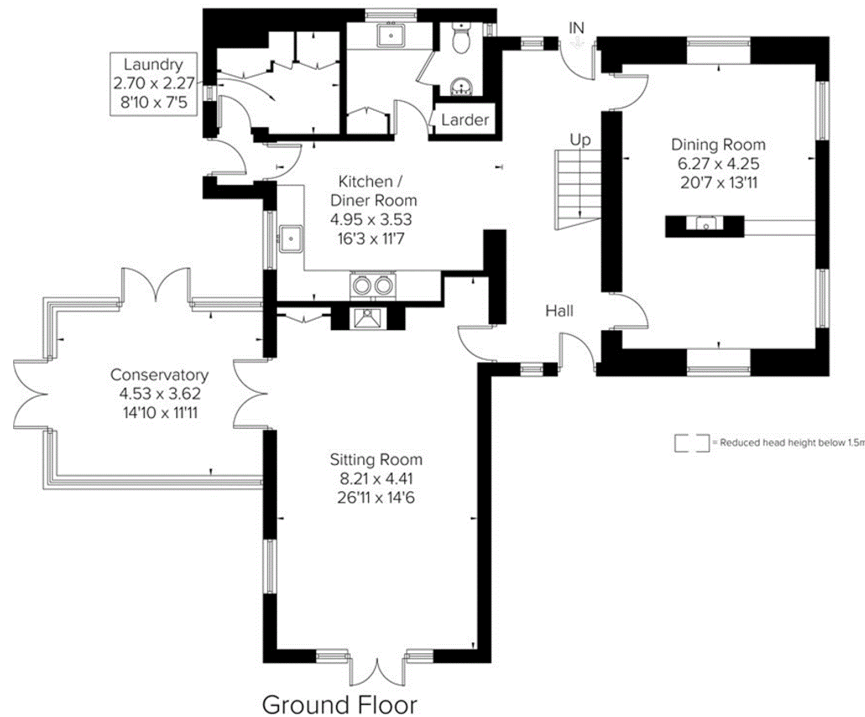 IN
Laundry
2.70 x 2.27
8'10 x 7'5
Larder
Up
Dining Room
6.27 x 4.25
20'7 x 13'11
Kitchen /
Diner Room
4.95 x 3.53
16'3 x 11'7
Hall
Conservatory
4.53 x 3.62
14'10 x 11'11
= Reduced head height below 1.5m
Sitting Room
8.21 x 4.41
26'11 x 14'6
Ground Floor